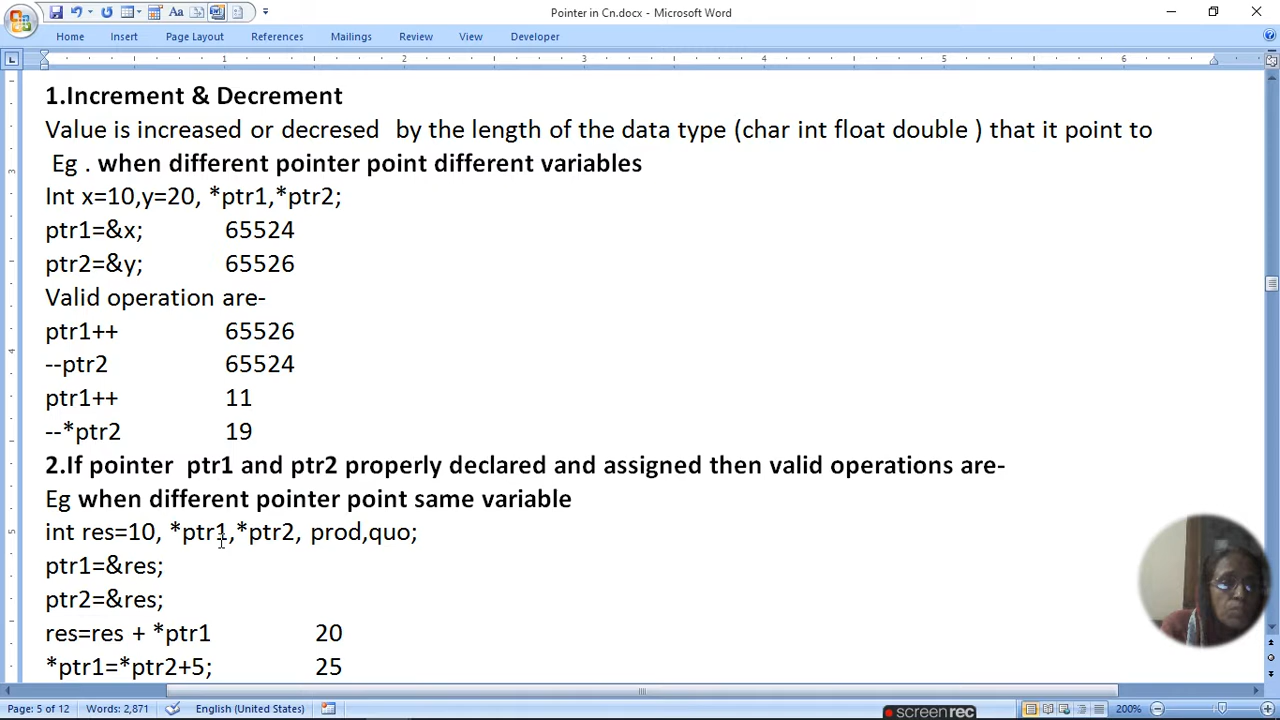 Pointer in Cn.docx - Microsoft Word
Home Insert Page Layout References Mailings Review View Developer
1 2 3 4 5 6
1.Increment & Decrement
Value is increased or decresed by the length of the data type (char int float double ) that it point to
Eg . when different pointer point different variables
Int x=10,y=20, *ptr1,*ptr2;
ptr1=&x; 65524
ptr2=&y; 65526
Valid operation are-
ptr1++ 65526
--ptr2 65524
ptr1++ 11
--*ptr2 19
2.If pointer ptr1 and ptr2 properly declared and assigned then valid operations are-
Eg when different pointer point same variable
int res=10, *ptr1,*ptr2, prod,quo;
ptr1=&res;
ptr2=&res;
res=res + *ptr1 20
*ptr1=*ptr2+5; 25
Page: 5 of 12 Words: 2,871 English (United States) screenrec 200%